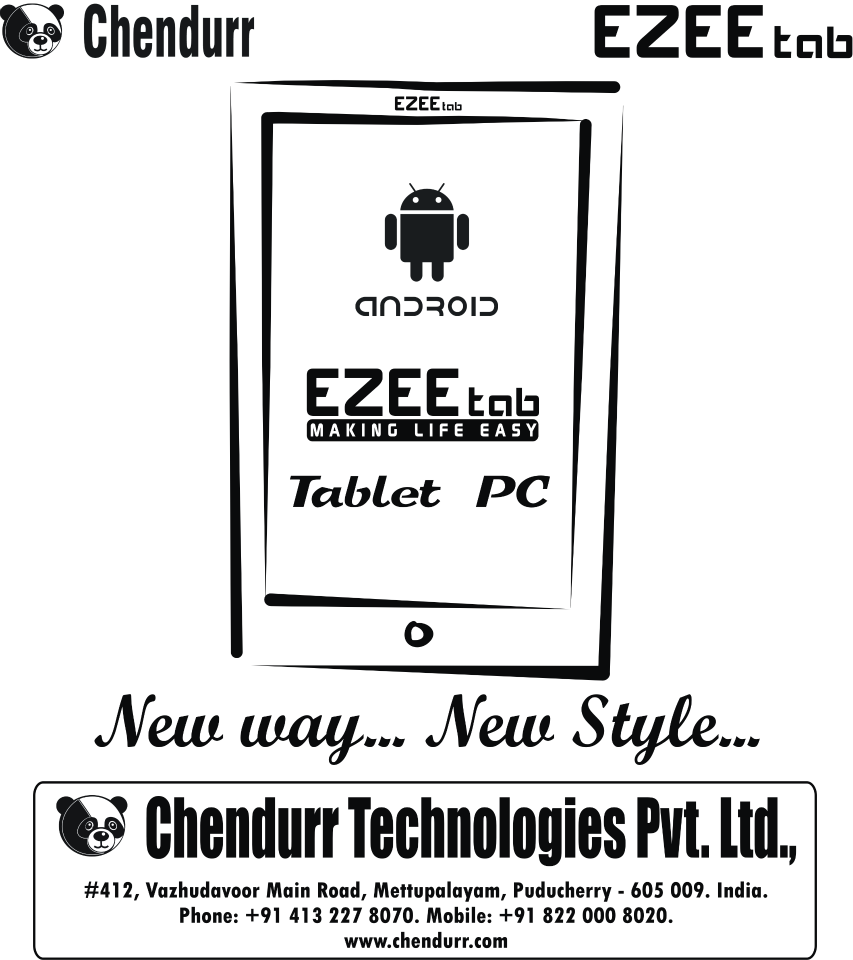 Chendurr
EZEE tab
EZEE tab
ANDROID
EZEE tab
MAKING LIFE EASY
Tablet PC
New way... New Style...
Chendurr Technologies Pvt. Ltd.,
#412, Vazhudavoor Main Road, Mettupalayam, Puducherry - 605 009. India.
Phone: +91 413 227 8070. Mobile: +91 822 000 8020.
www.chendurr.com